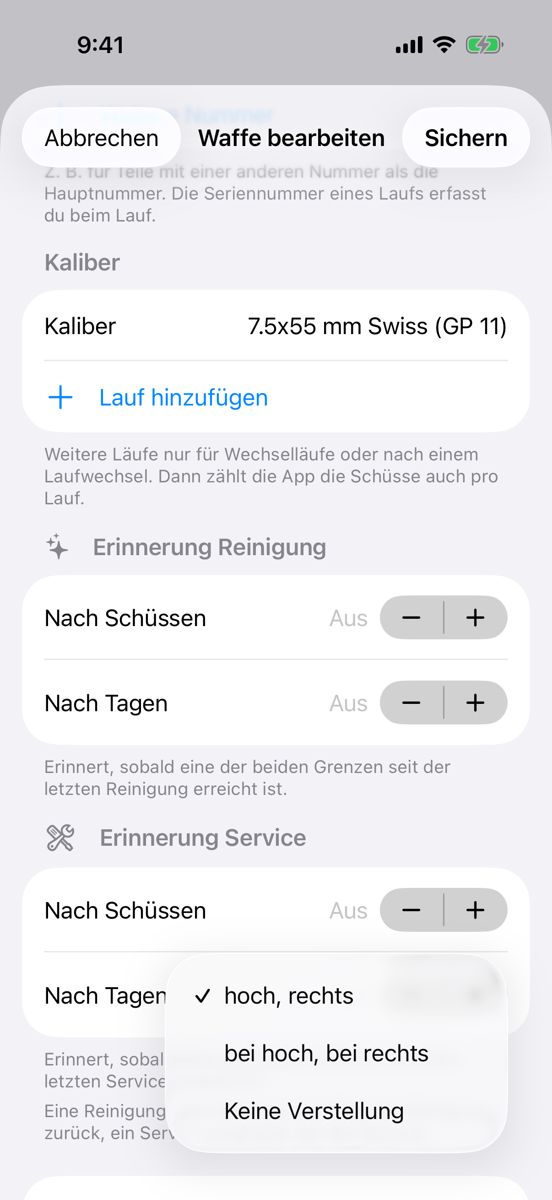 9:41
Abbrechen
Waffe bearbeiten
Sichern
Nummer
Z. B. für Teile mit einer anderen Nummer als die
Hauptnummer. Die Seriennummer eines Laufs erfasst
du beim Lauf.
Kaliber
Kaliber
7.5x55 mm Swiss (GP 11)
Lauf hinzufügen
Weitere Läufe nur für Wechselläufe oder nach einem
Laufwechsel. Dann zählt die App die Schüsse auch pro
Lauf.
Erinnerung Reinigung
Nach Schüssen
Aus
Nach Tagen
Aus
Erinnert, sobald eine der beiden Grenzen seit der
letzten Reinigung erreicht ist.
Erinnerung Service
Nach Schüssen
Aus
Nach Tagen
hoch, rechts
bei hoch, bei rechts
Keine Verstellung
Erinnert, sobal
letzten Service
Eine Reinigung
zurück, ein Serv